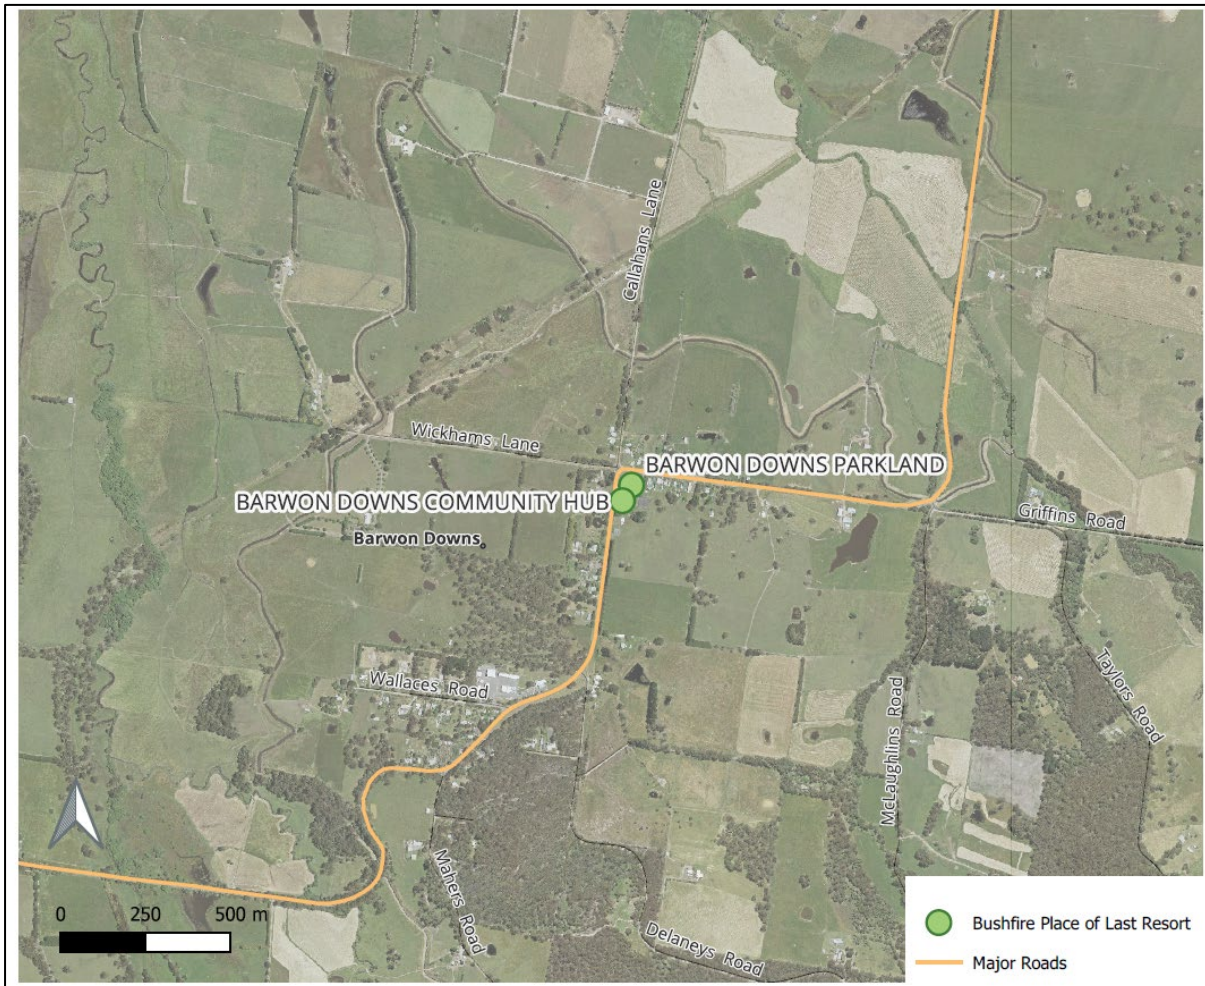 Callahans Lane
Wickhams Lane
BARWON DOWNS PARKLAND
BARWON DOWNS COMMUNITY HUB
Griffins Road
Barwon Downs
Wallaces Road
McLaughlins Road
Taylors Road
Mahers Road
Delaneys Road
0 250 500 m
Bushfire Place of Last Resort
Major Roads